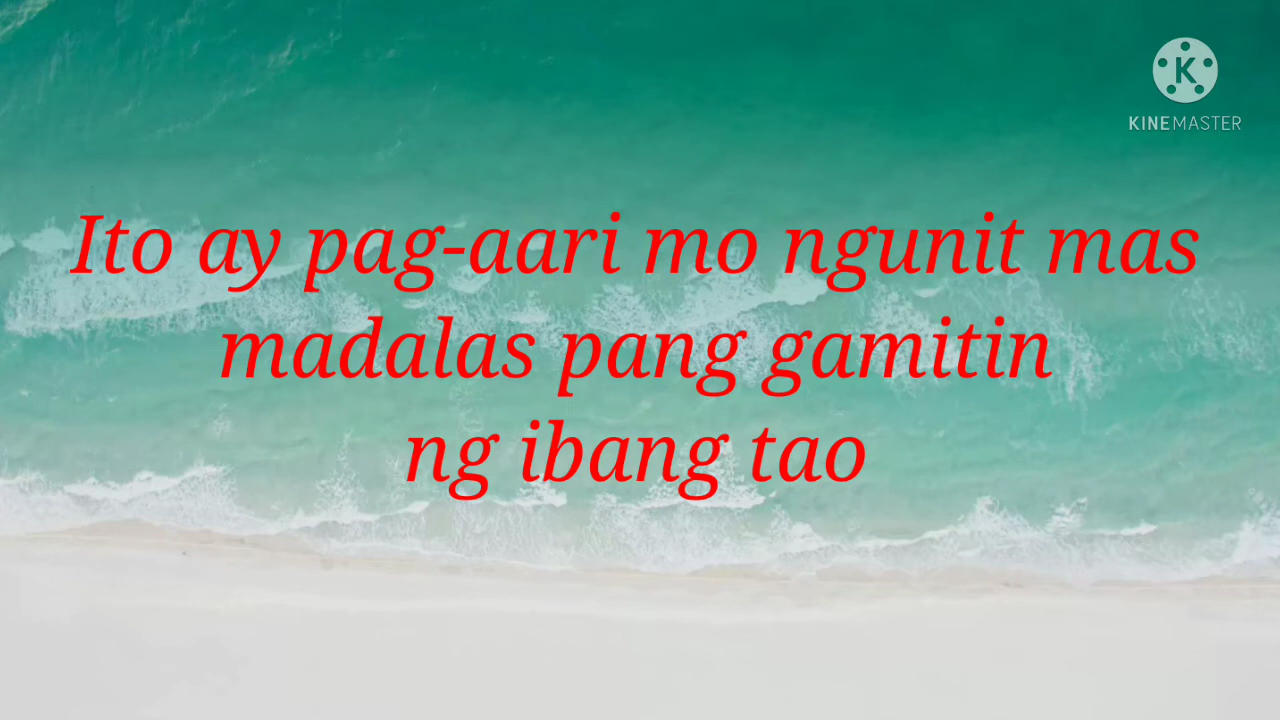 KINEMASTER
Ito ay pag-aari mo ngunit mas
madalas pang gamitin
ng ibang tao